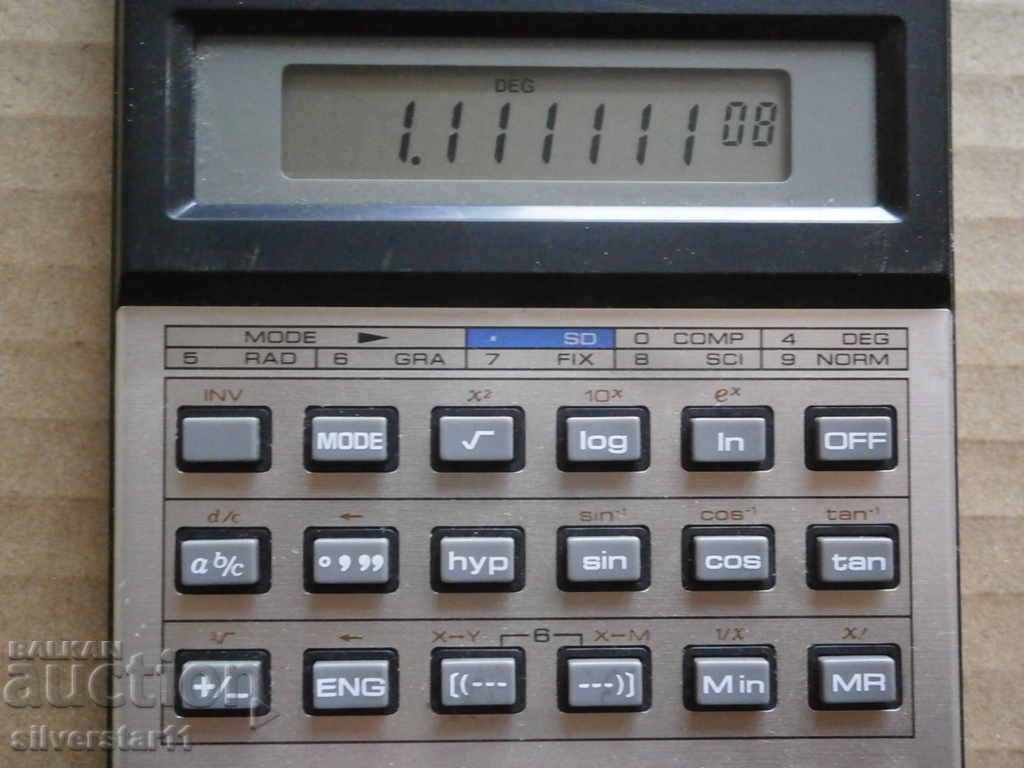 DEG
1.111111 08
MODE ► · SD 0 COMP 4 DEG
5 RAD 6 GRA 7 FIX 8 SCI 9 NORM
INV x² 10ˣ eˣ
MODE √ log ln OFF
d/c ← sin⁻¹ cos⁻¹ tan⁻¹
a b/c ° ’ ’’ hyp sin cos tan
³√ ← X↔Y 6 X↔M 1/x x!
+/- ENG [(--- ---)] Min MR
BALKAN
auction
silverstar11